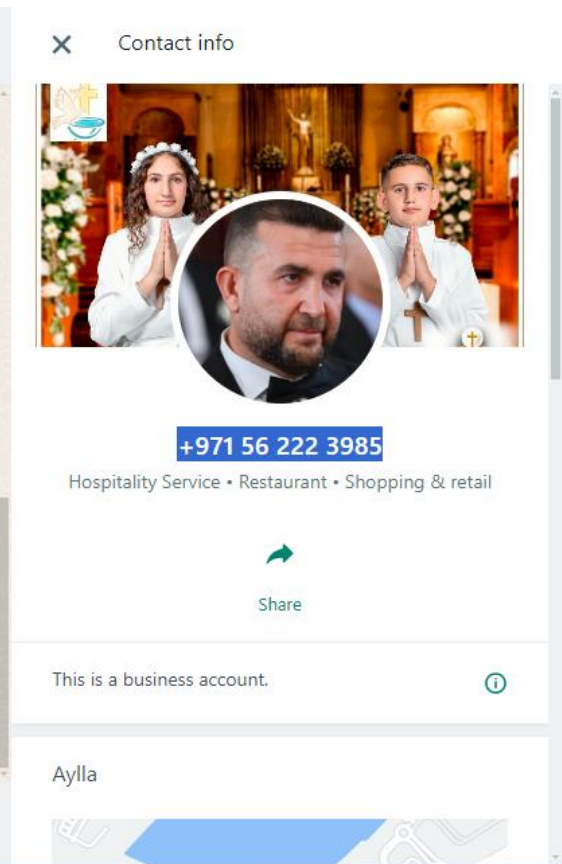 Contact info
+971 56 222 3985
Hospitality Service • Restaurant • Shopping & retail
Share
This is a business account.
Aylla